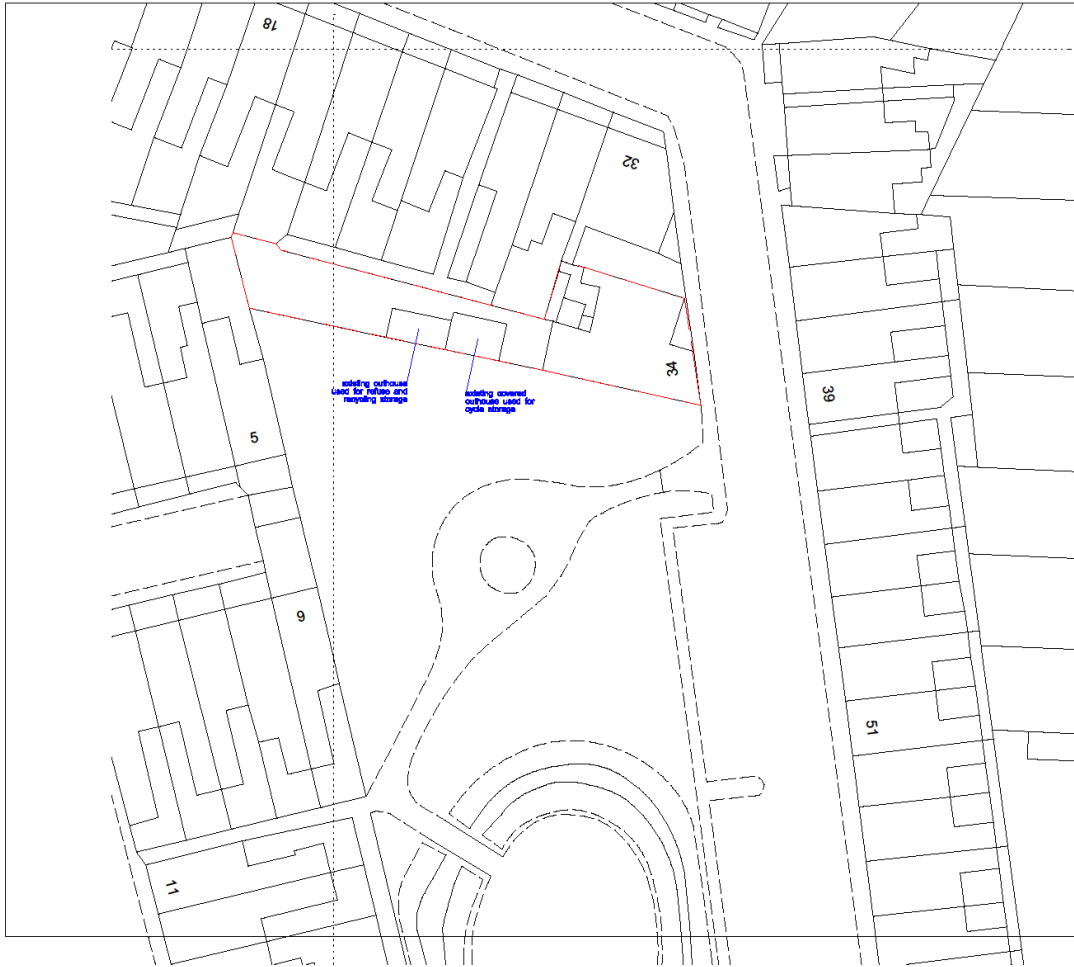 18
32
34
existing outhouse
used for refuse and
recycling storage
existing covered
outhouse used for
cycle storage
39
5
9
51
11